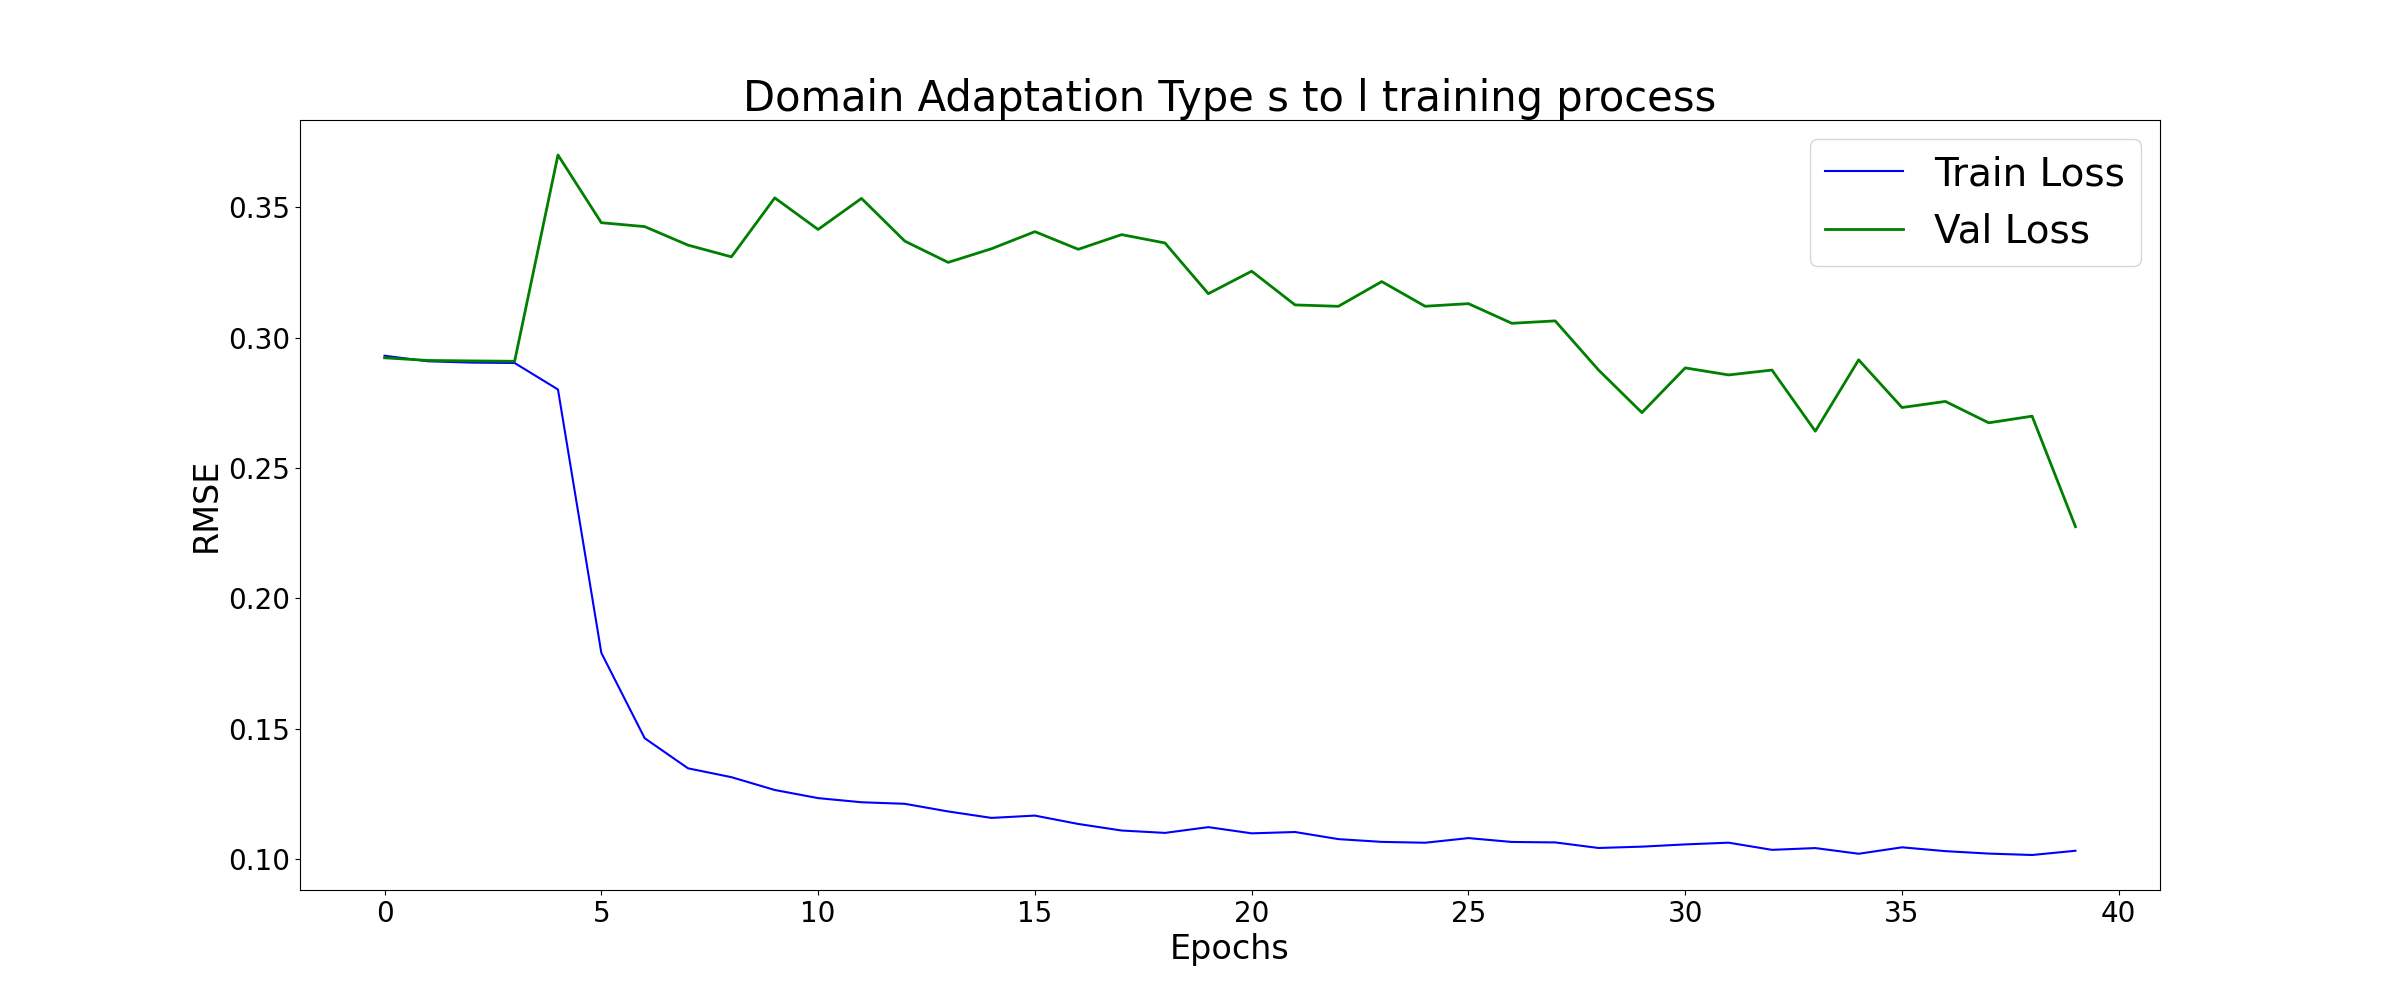 Domain Adaptation Type s to l training process
Train Loss
Val Loss
0.35
0.30
0.25
0.20
0.15
0.10
RMSE
0 5 10 15 20 25 30 35 40
Epochs